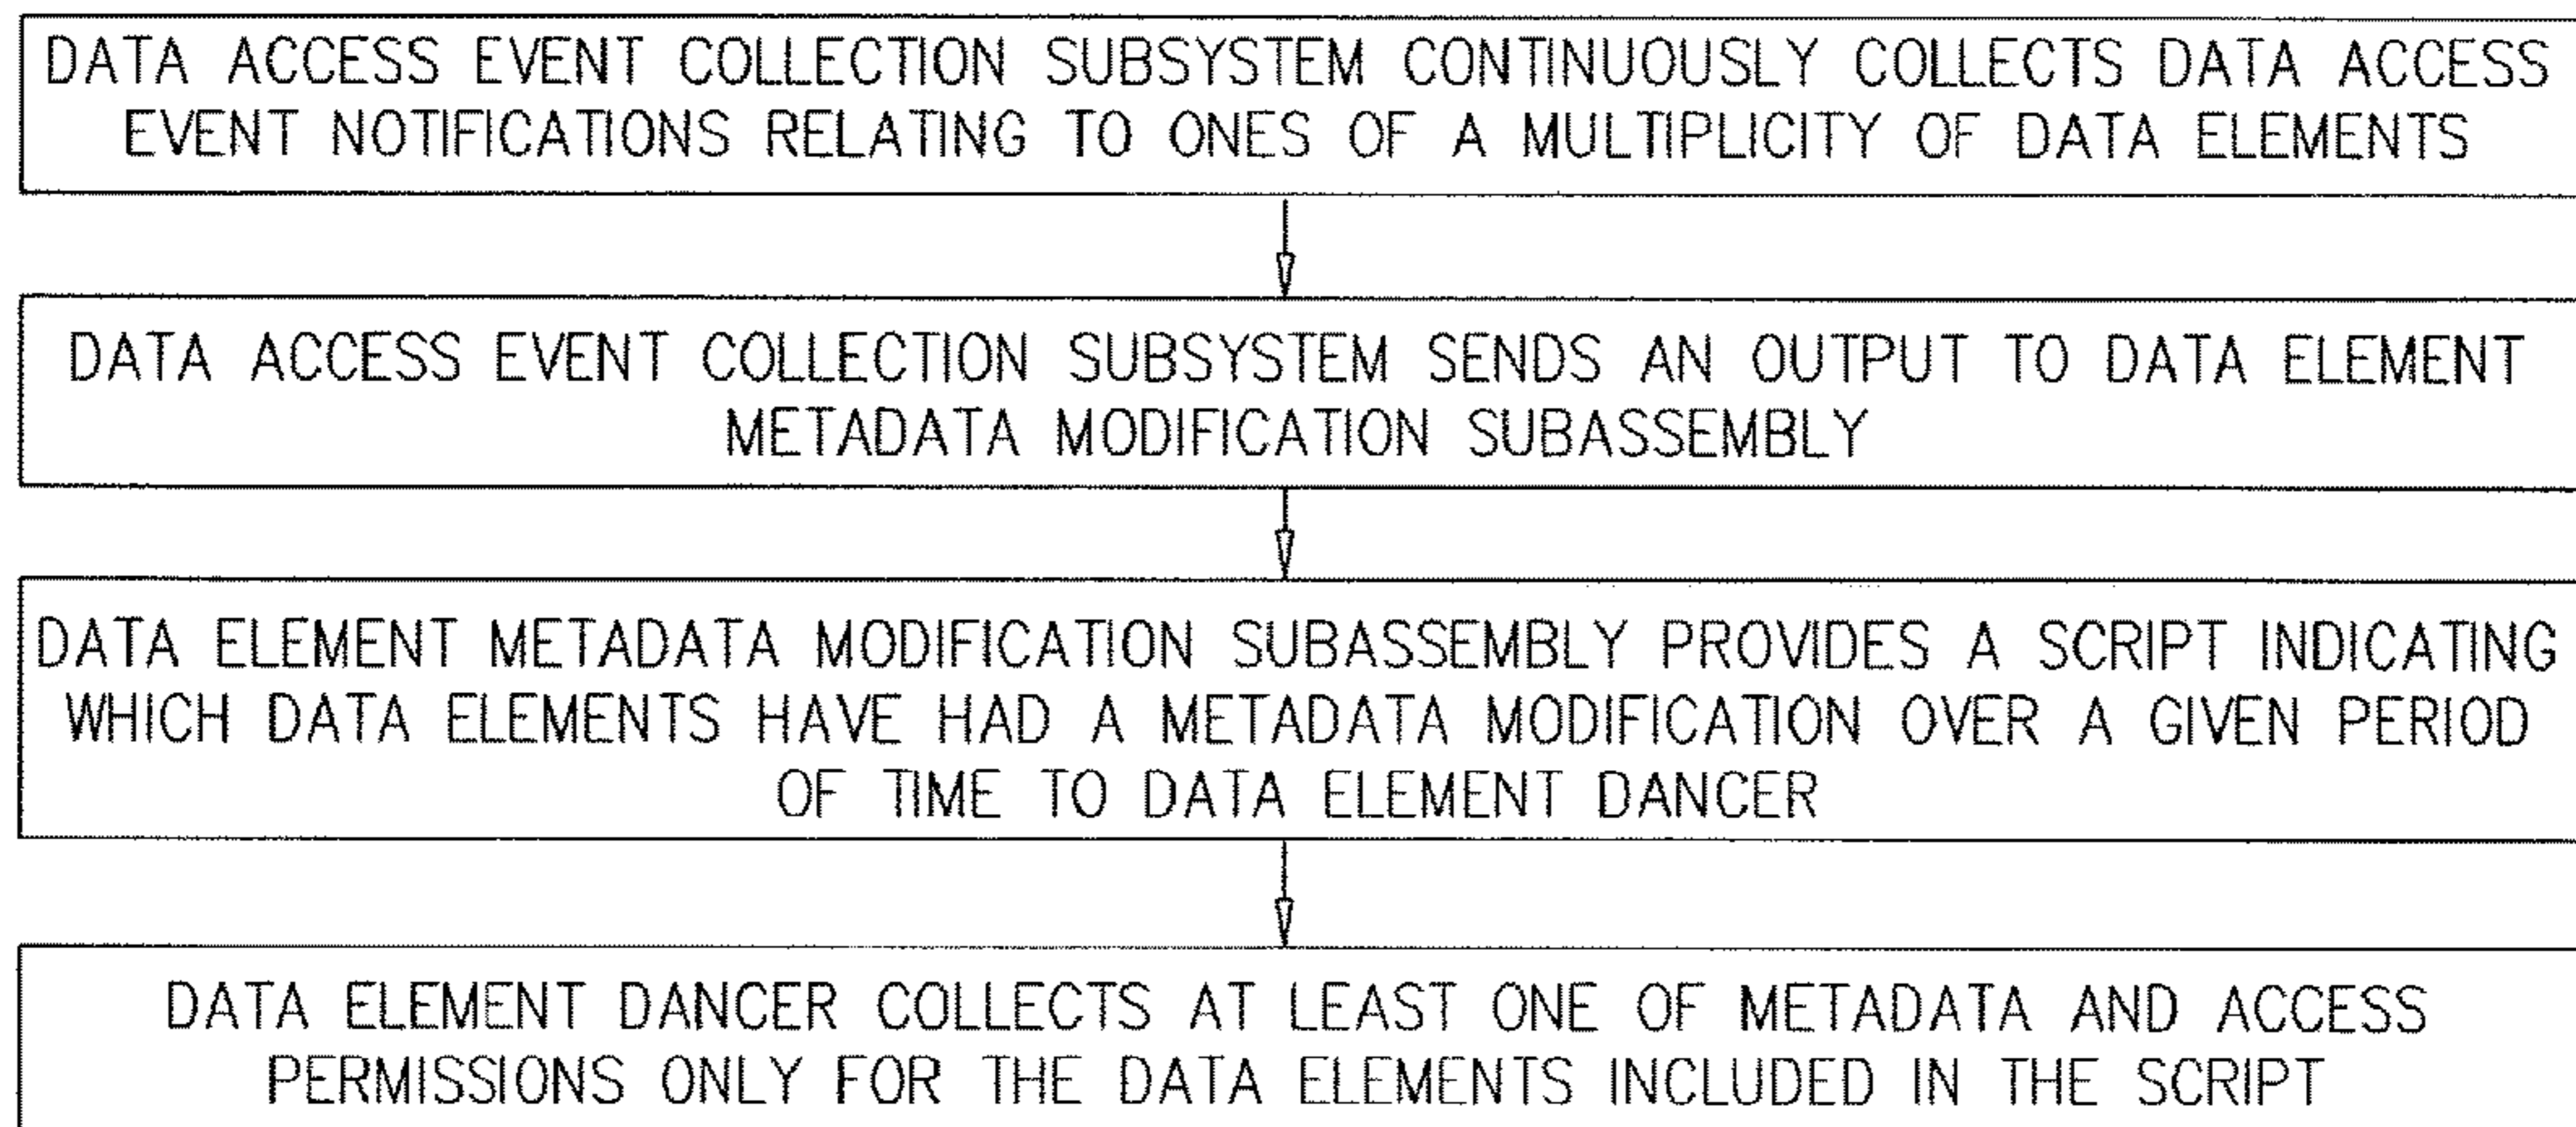 DATA ACCESS EVENT COLLECTION SUBSYSTEM CONTINUOUSLY COLLECTS DATA ACCESS
EVENT NOTIFICATIONS RELATING TO ONES OF A MULTIPLICITY OF DATA ELEMENTS
DATA ACCESS EVENT COLLECTION SUBSYSTEM SENDS AN OUTPUT TO DATA ELEMENT
METADATA MODIFICATION SUBASSEMBLY
DATA ELEMENT METADATA MODIFICATION SUBASSEMBLY PROVIDES A SCRIPT INDICATING
WHICH DATA ELEMENTS HAVE HAD A METADATA MODIFICATION OVER A GIVEN PERIOD
OF TIME TO DATA ELEMENT DANCER
DATA ELEMENT DANCER COLLECTS AT LEAST ONE OF METADATA AND ACCESS
PERMISSIONS ONLY FOR THE DATA ELEMENTS INCLUDED IN THE SCRIPT